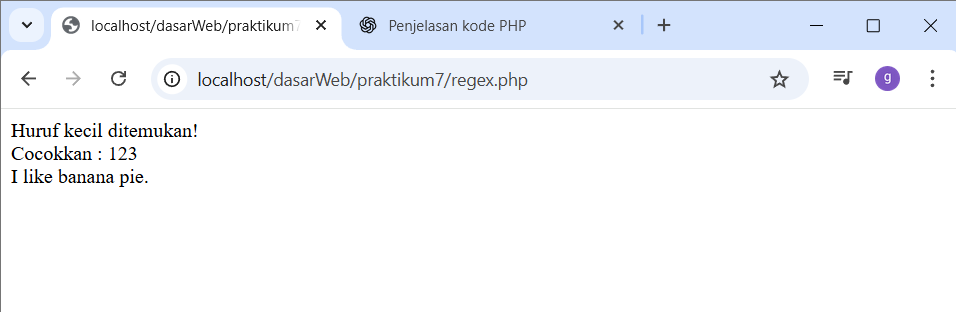 localhost/dasarWeb/praktikum7
Penjelasan kode PHP
localhost/dasarWeb/praktikum7/regex.php
g
Huruf kecil ditemukan!
Cocokkan : 123
I like banana pie.